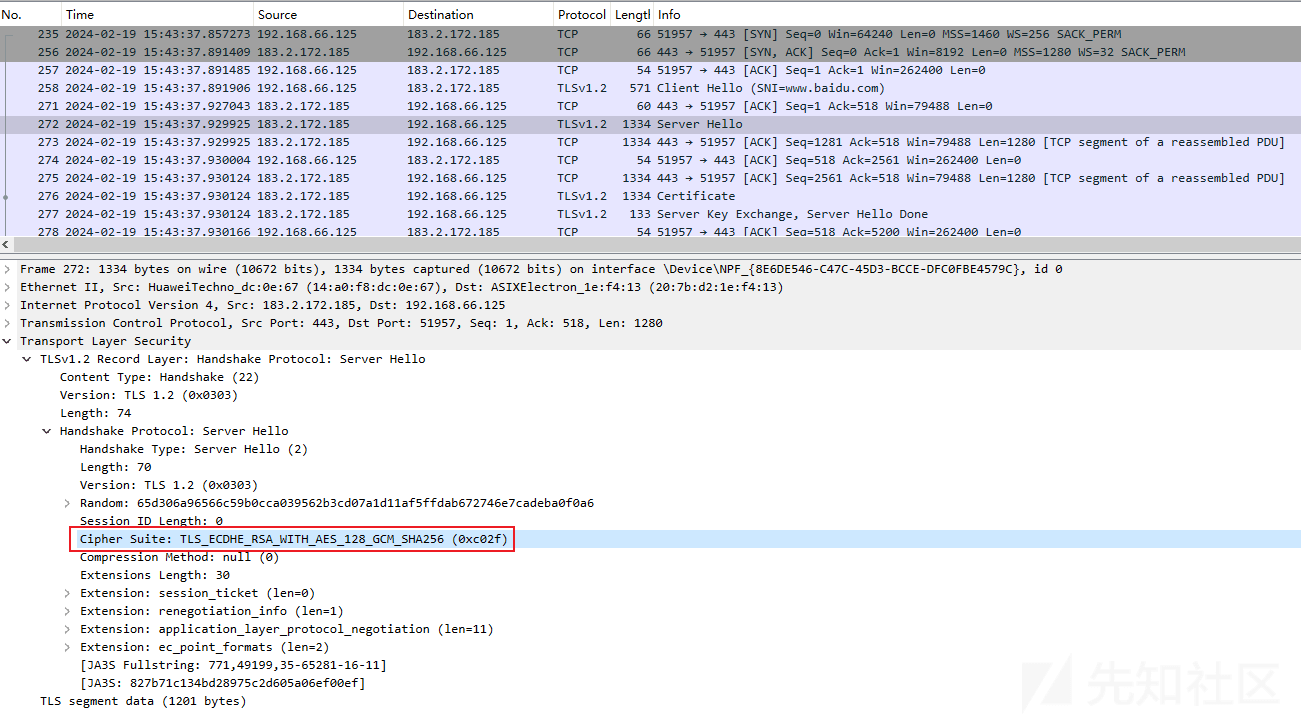 No. Time Source Destination Protocol Lengtl Info
235 2024-02-19 15:43:37.857273 192.168.66.125 183.2.172.185 TCP 66 51957 → 443 [SYN] Seq=0 Win=64240 Len=0 MSS=1460 WS=256 SACK_PERM
256 2024-02-19 15:43:37.891409 183.2.172.185 192.168.66.125 TCP 66 443 → 51957 [SYN, ACK] Seq=0 Ack=1 Win=8192 Len=0 MSS=1280 WS=32 SACK_PERM
257 2024-02-19 15:43:37.891485 192.168.66.125 183.2.172.185 TCP 54 51957 → 443 [ACK] Seq=1 Ack=1 Win=262400 Len=0
258 2024-02-19 15:43:37.891906 192.168.66.125 183.2.172.185 TLSv1.2 571 Client Hello (SNI=www.baidu.com)
271 2024-02-19 15:43:37.927043 183.2.172.185 192.168.66.125 TCP 60 443 → 51957 [ACK] Seq=1 Ack=518 Win=79488 Len=0
272 2024-02-19 15:43:37.929925 183.2.172.185 192.168.66.125 TLSv1.2 1334 Server Hello
273 2024-02-19 15:43:37.929925 183.2.172.185 192.168.66.125 TCP 1334 443 → 51957 [ACK] Seq=1281 Ack=518 Win=79488 Len=1280 [TCP segment of a reassembled PDU]
274 2024-02-19 15:43:37.930004 192.168.66.125 183.2.172.185 TCP 54 51957 → 443 [ACK] Seq=518 Ack=2561 Win=262400 Len=0
275 2024-02-19 15:43:37.930124 183.2.172.185 192.168.66.125 TCP 1334 443 → 51957 [ACK] Seq=2561 Ack=518 Win=79488 Len=1280 [TCP segment of a reassembled PDU]
276 2024-02-19 15:43:37.930124 183.2.172.185 192.168.66.125 TLSv1.2 1334 Certificate
277 2024-02-19 15:43:37.930124 183.2.172.185 192.168.66.125 TLSv1.2 133 Server Key Exchange, Server Hello Done
278 2024-02-19 15:43:37.930166 192.168.66.125 183.2.172.185 TCP 54 51957 → 443 [ACK] Seq=518 Ack=5200 Win=262400 Len=0
Frame 272: 1334 bytes on wire (10672 bits), 1334 bytes captured (10672 bits) on interface \Device\NPF_{8E6DE546-C47C-45D3-BCCE-DFC0FBE4579C}, id 0
Ethernet II, Src: HuaweiTechno_dc:0e:67 (14:a0:f8:dc:0e:67), Dst: ASIXElectron_1e:f4:13 (20:7b:d2:1e:f4:13)
Internet Protocol Version 4, Src: 183.2.172.185, Dst: 192.168.66.125
Transmission Control Protocol, Src Port: 443, Dst Port: 51957, Seq: 1, Ack: 518, Len: 1280
Transport Layer Security
TLSv1.2 Record Layer: Handshake Protocol: Server Hello
Content Type: Handshake (22)
Version: TLS 1.2 (0x0303)
Length: 74
Handshake Protocol: Server Hello
Handshake Type: Server Hello (2)
Length: 70
Version: TLS 1.2 (0x0303)
Random: 65d306a96566c59b0cca039562b3cd07a1d11af5ffdab672746e7cadeba0f0a6
Session ID Length: 0
Cipher Suite: TLS_ECDHE_RSA_WITH_AES_128_GCM_SHA256 (0xc02f)
Compression Method: null (0)
Extensions Length: 30
Extension: session_ticket (len=0)
Extension: renegotiation_info (len=1)
Extension: application_layer_protocol_negotiation (len=11)
Extension: ec_point_formats (len=2)
[JA3S Fullstring: 771,49199,35-65281-16-11]
[JA3S: 827b71c134bd28975c2d605a06ef00ef]
TLS segment data (1201 bytes)
先知社区